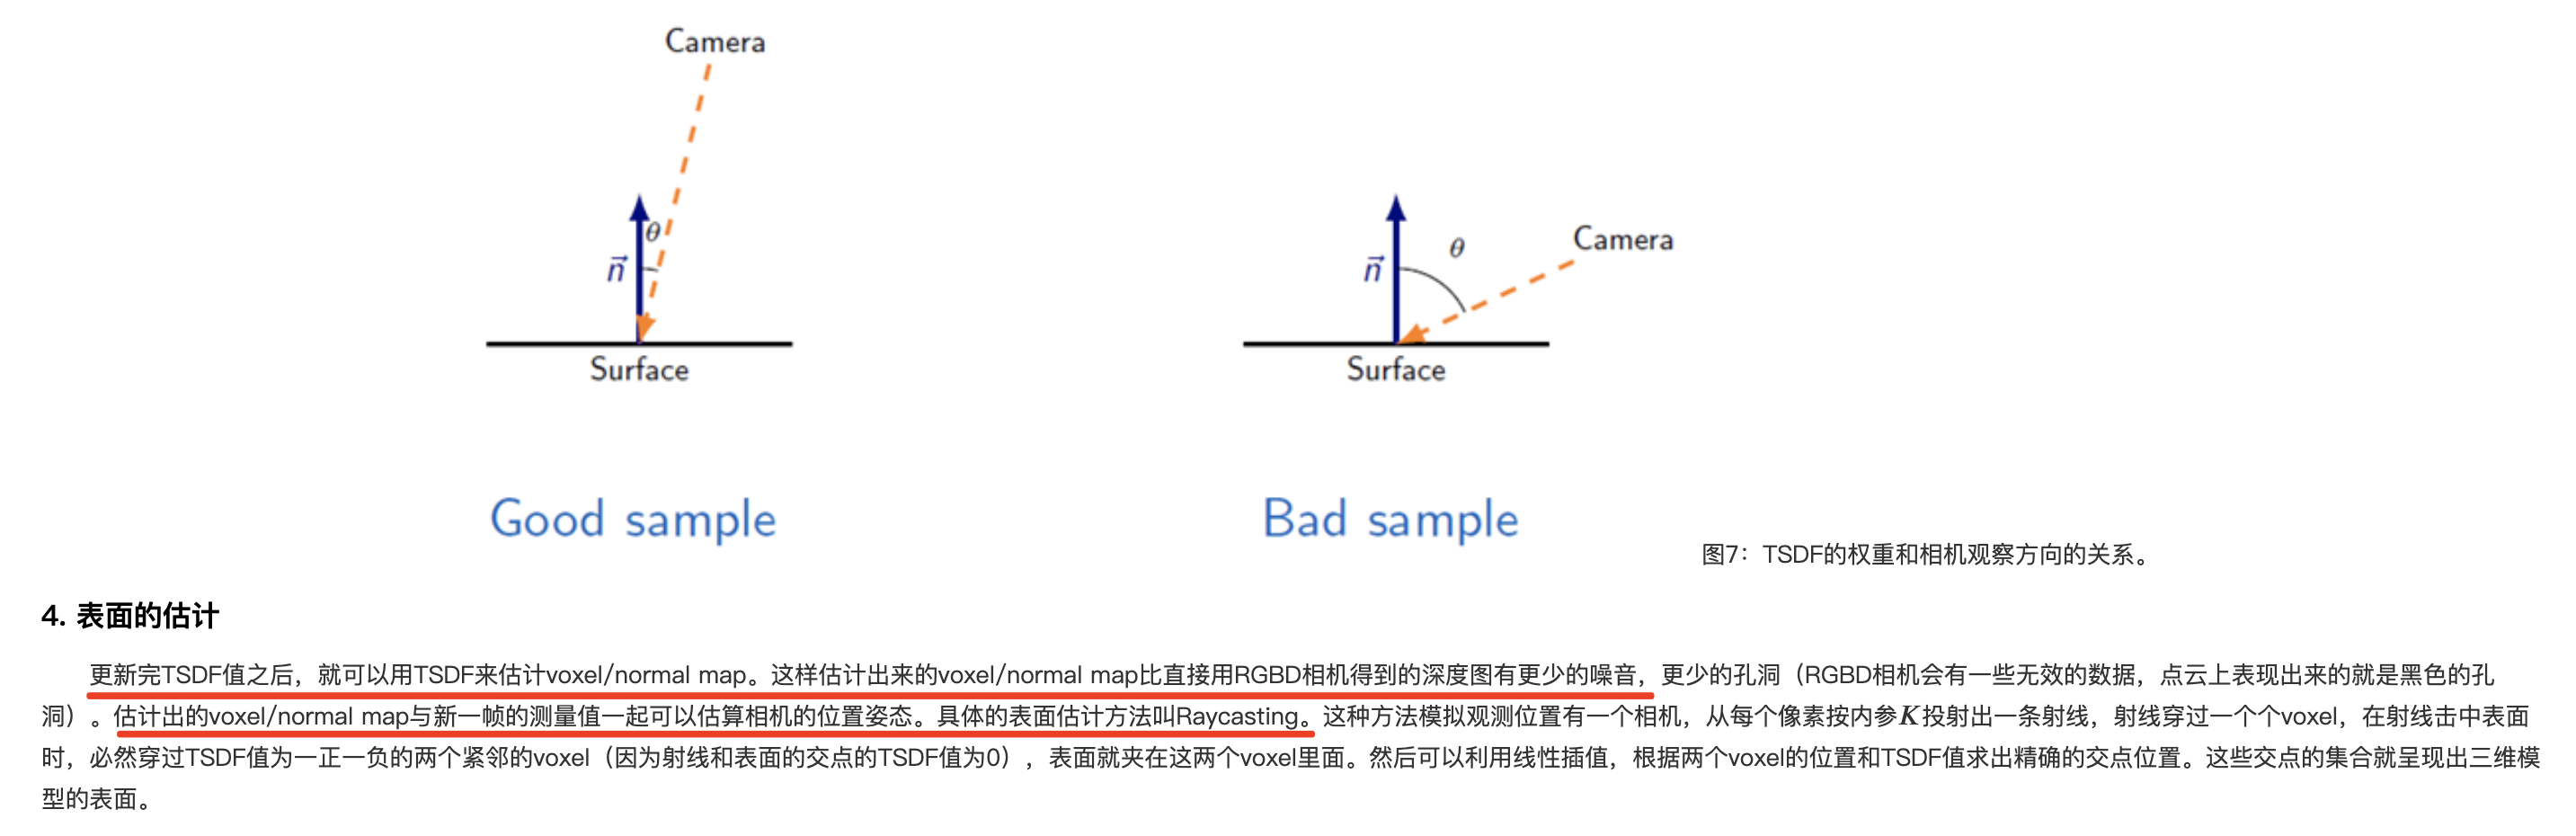 Camera
θ
n⃗
Surface
Good sample
Camera
θ
n⃗
Surface
Bad sample
图7：TSDF的权重和相机观察方向的关系。
4. 表面的估计
更新完TSDF值之后，就可以用TSDF来估计voxel/normal map。这样估计出来的voxel/normal map比直接用RGBD相机得到的深度图有更少的噪音，更少的孔洞（RGBD相机会有一些无效的数据，点云上表现出来的就是黑色的孔
洞）。估计出的voxel/normal map与新一帧的测量值一起可以估算相机的位置姿态。具体的表面估计方法叫Raycasting。这种方法模拟观测位置有一个相机，从每个像素按内参K投射出一条射线，射线穿过一个个voxel，在射线击中表面
时，必然穿过TSDF值为一正一负的两个紧邻的voxel（因为射线和表面的交点的TSDF值为0），表面就夹在这两个voxel里面。然后可以利用线性插值，根据两个voxel的位置和TSDF值求出精确的交点位置。这些交点的集合就呈现出三维模
型的表面。